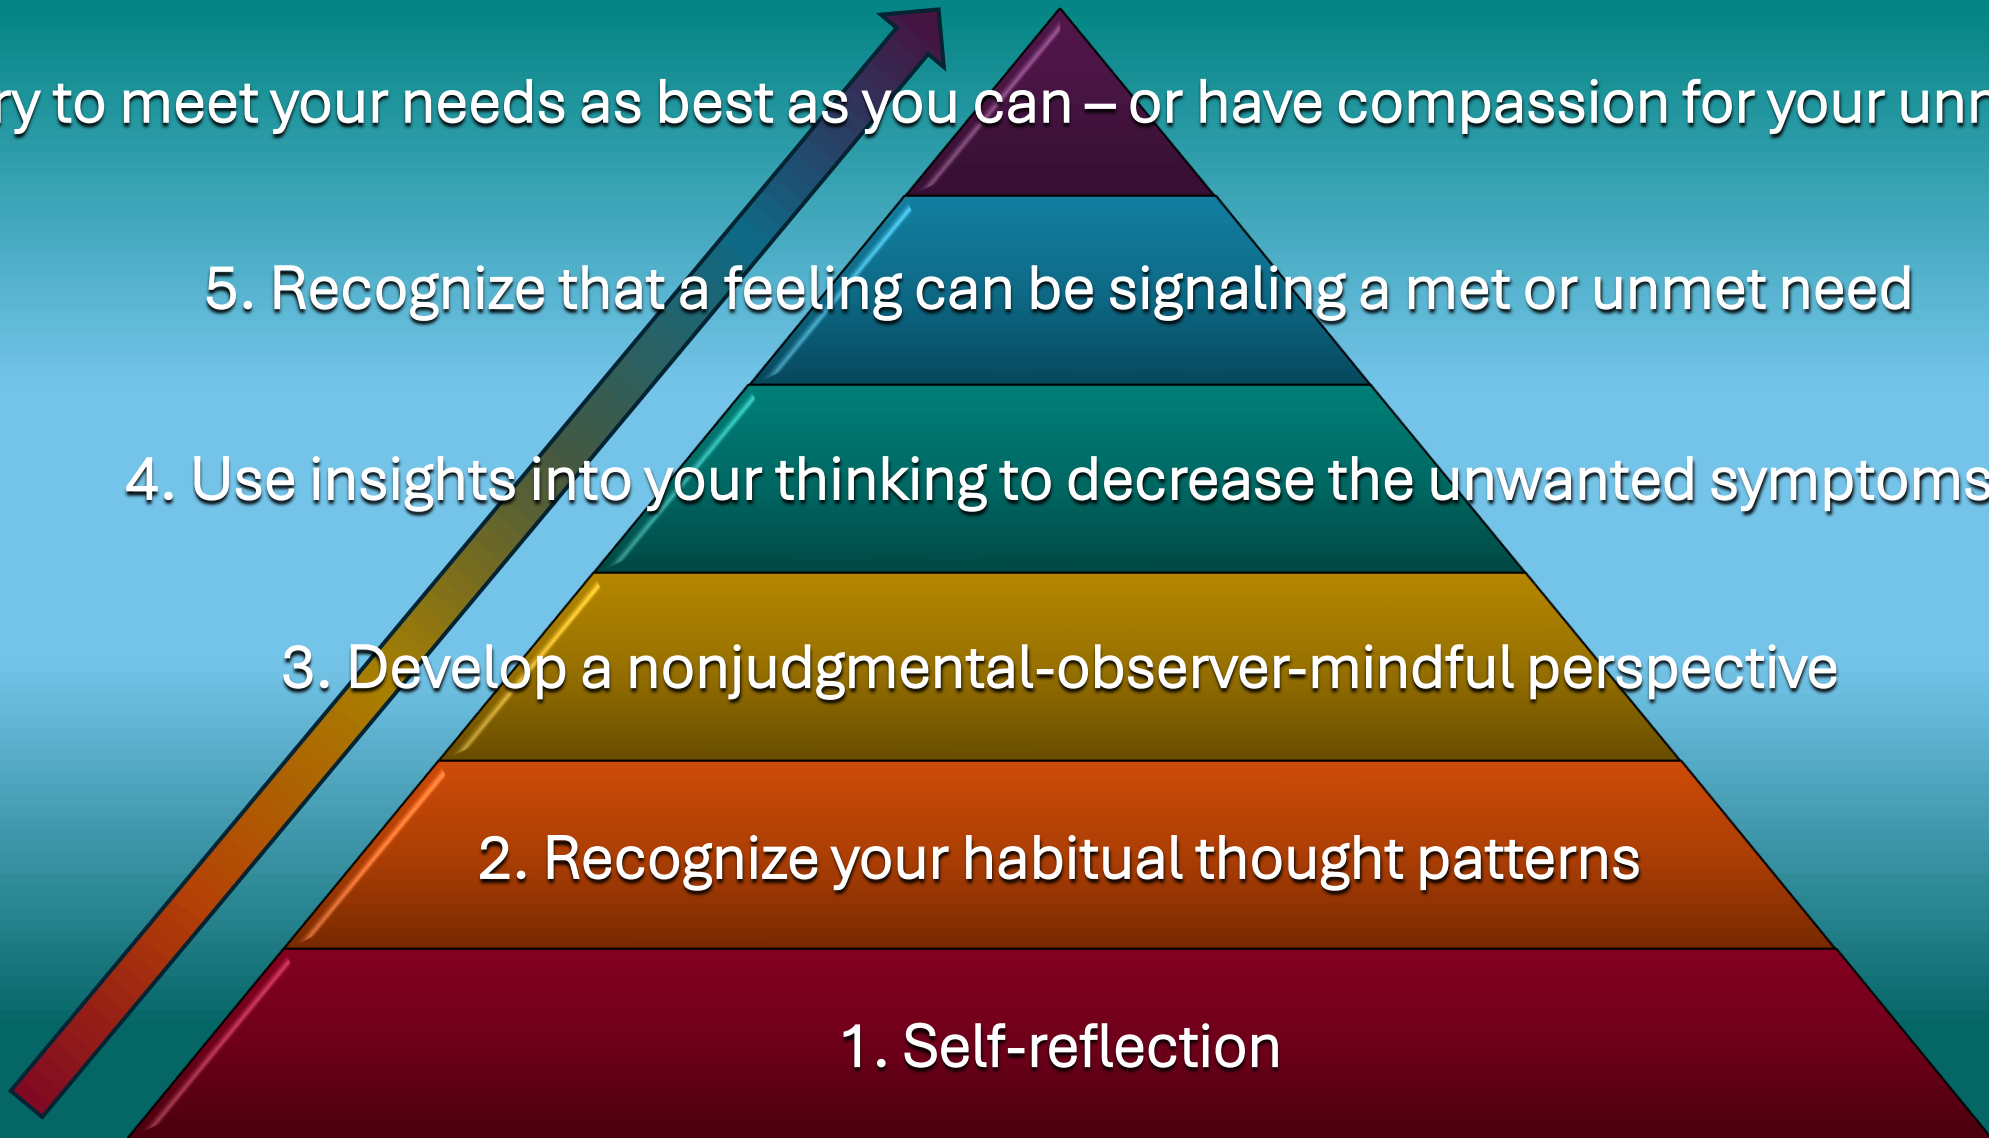 to meet your needs as best as you can – or have compassion for your
5. Recognize that a feeling can be signaling a met or unmet need
4. Use insights into your thinking to decrease the unwanted symptoms
3. Develop a nonjudgmental-observer-mindful perspective
2. Recognize your habitual thought patterns
1. Self-reflection